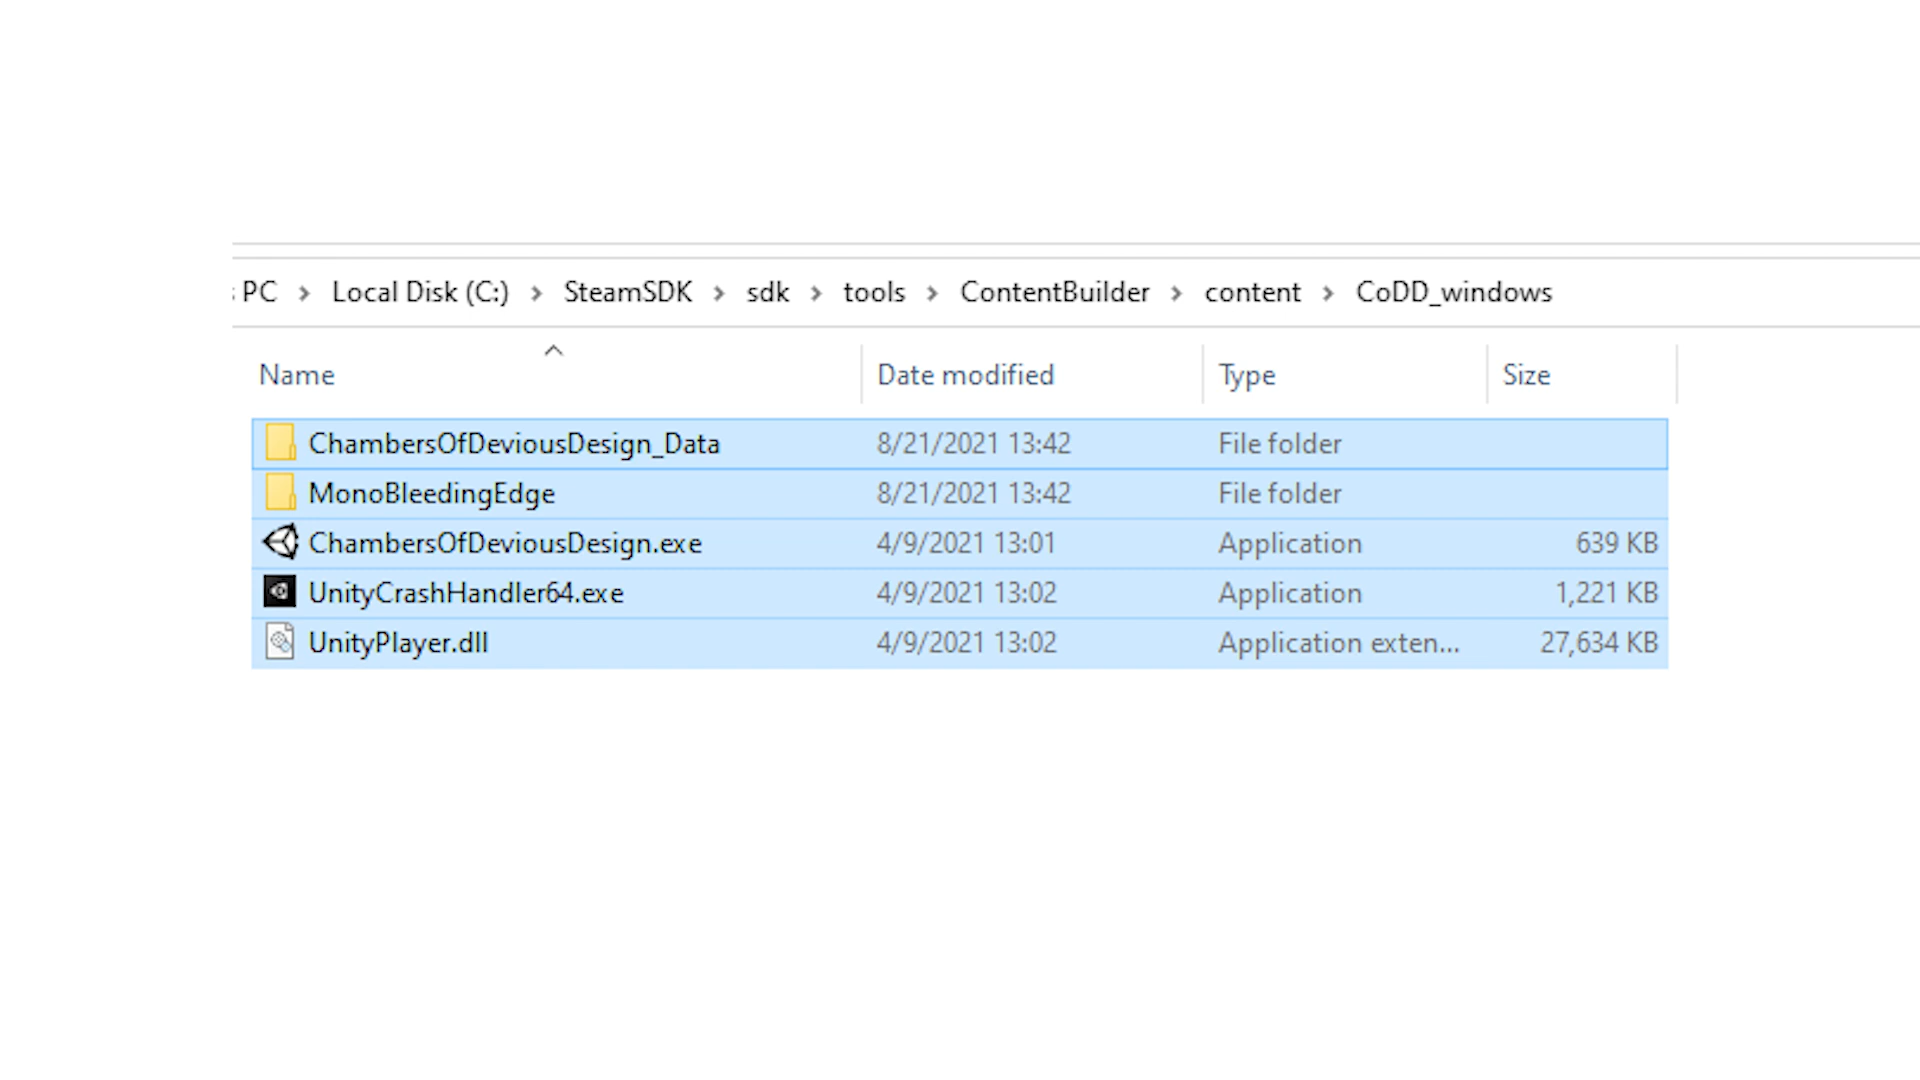 PC > Local Disk (C:) > SteamSDK > sdk > tools > ContentBuilder > content > CoDD_windows
Name Date modified Type Size
ChambersOfDeviousDesign_Data 8/21/2021 13:42 File folder
MonoBleedingEdge 8/21/2021 13:42 File folder
ChambersOfDeviousDesign.exe 4/9/2021 13:01 Application 639 KB
UnityCrashHandler64.exe 4/9/2021 13:02 Application 1,221 KB
UnityPlayer.dll 4/9/2021 13:02 Application exten... 27,634 KB